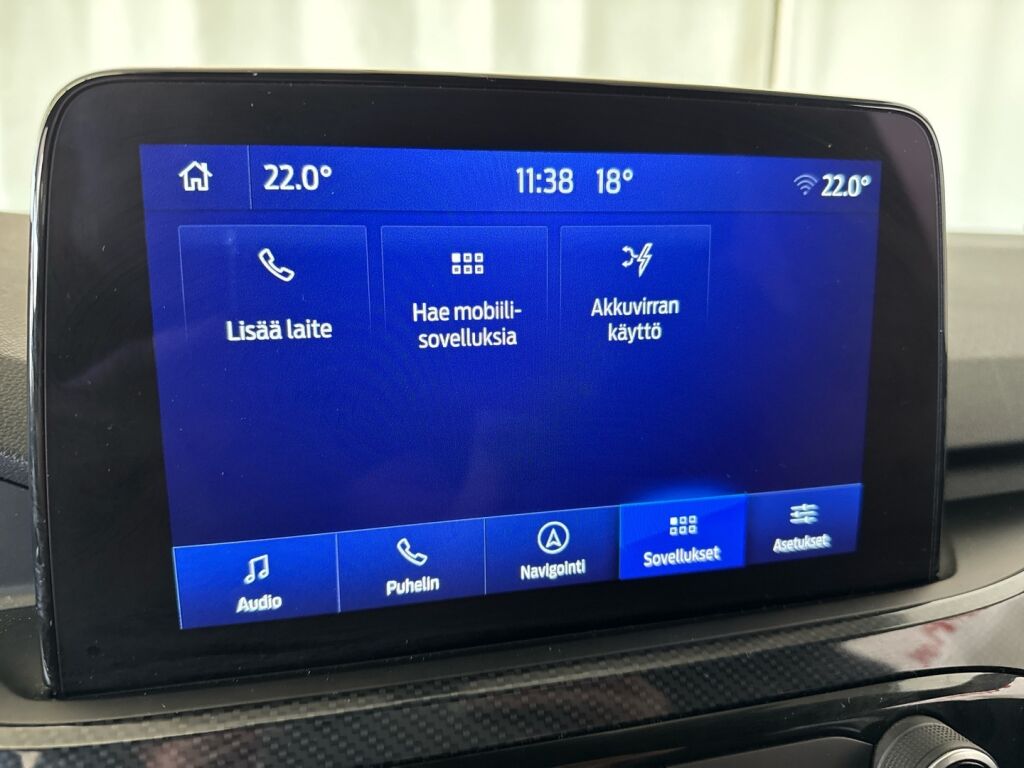 22.0° 11:38 18° 22.0°
Lisää laite
Hae mobiili-
sovelluksia
Akkuvirran
käyttö
Audio
Puhelin
Navigointi
Sovellukset
Asetukset